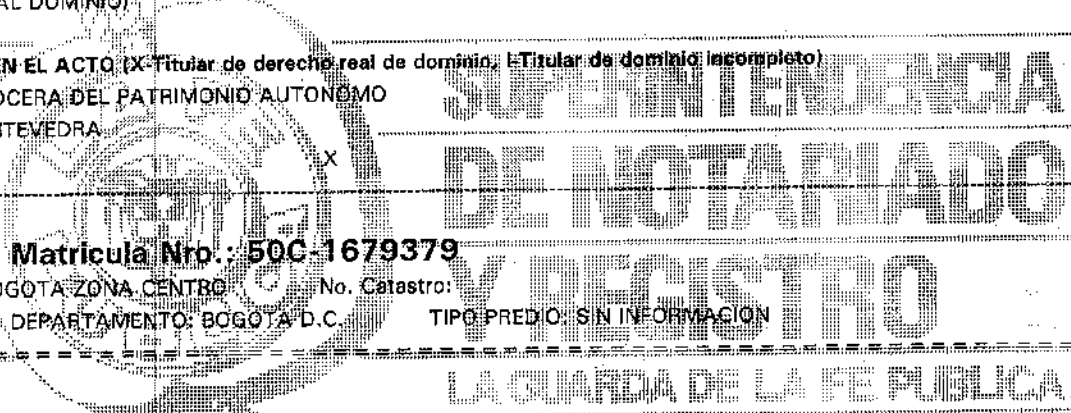 AL DOMINIO)
EN EL ACTO (X-Titular de derecho real de dominio, I-Titular de dominio incompleto)
OCERA DEL PATRIMONIO AUTONOMO
NTEVEDRA
X
SUPERINTENDENCIA
DE NOTARIADO
Y REGISTRO
LA GUARDA DE LA FE PUBLICA
Matricula Nro.: 50C-1679379
OGOTA ZONA CENTRO No. Catastro:
DEPARTAMENTO: BOGOTA D.C. TIPO PREDIO: SIN INFORMACION